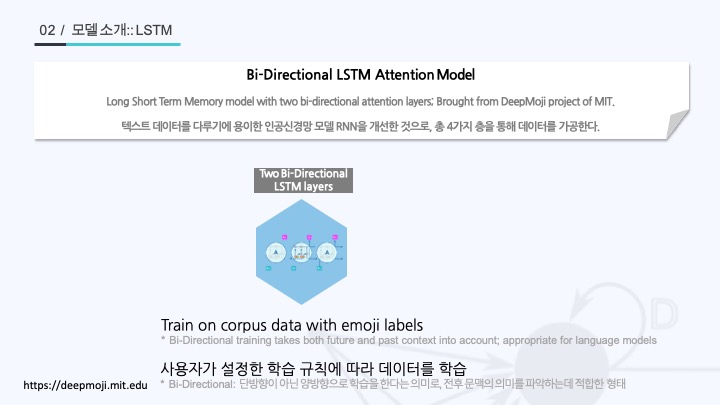 02 / 모델 소개:: LSTM
Bi-Directional LSTM Attention Model
Long Short Term Memory model with two bi-directional attention layers; Brought from DeepMoji project of MIT.
텍스트 데이터를 다루기에 용이한 인공신경망 모델 RNN을 개선한 것으로, 총 4가지 층을 통해 데이터를 가공한다.
Two Bi-Directional
LSTM layers
Train on corpus data with emoji labels
* Bi-Directional training takes both future and past context into account; appropriate for language models
사용자가 설정한 학습 규칙에 따라 데이터를 학습
* Bi-Directional: 단방향이 아닌 양방향으로 학습을 한다는 의미로, 전후 문맥의 의미를 파악하는데 적합한 형태
https://deepmoji.mit.edu
D